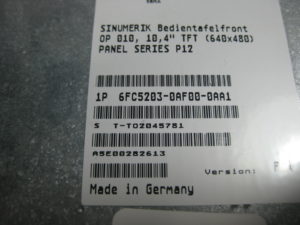 SINUMERIK Bedientafelfront
OP 010, 10,4" TFT (640x480)
PANEL SERIES P12
1P 6FC5203-0AF00-0AA1
S T-T02045781
A5E00282613
Version:
Made in Germany